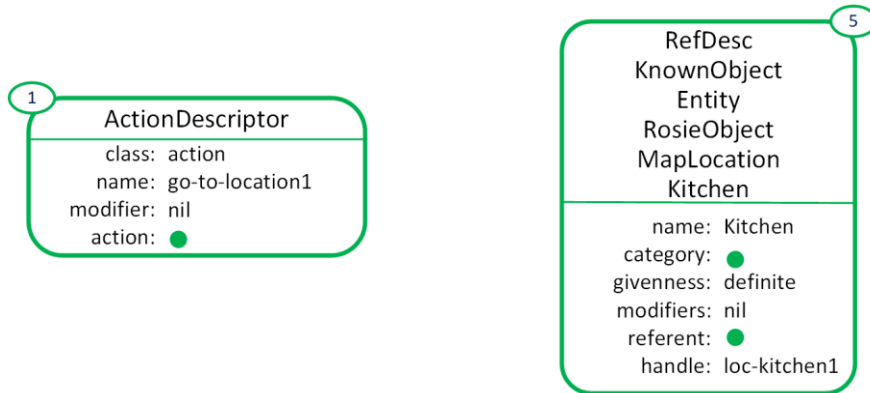 1
ActionDescriptor
class: action
name: go-to-location1
modifier: nil
action:
5
RefDesc
KnownObject
Entity
RosieObject
MapLocation
Kitchen
name: Kitchen
category:
givenness: definite
modifiers: nil
referent:
handle: loc-kitchen1